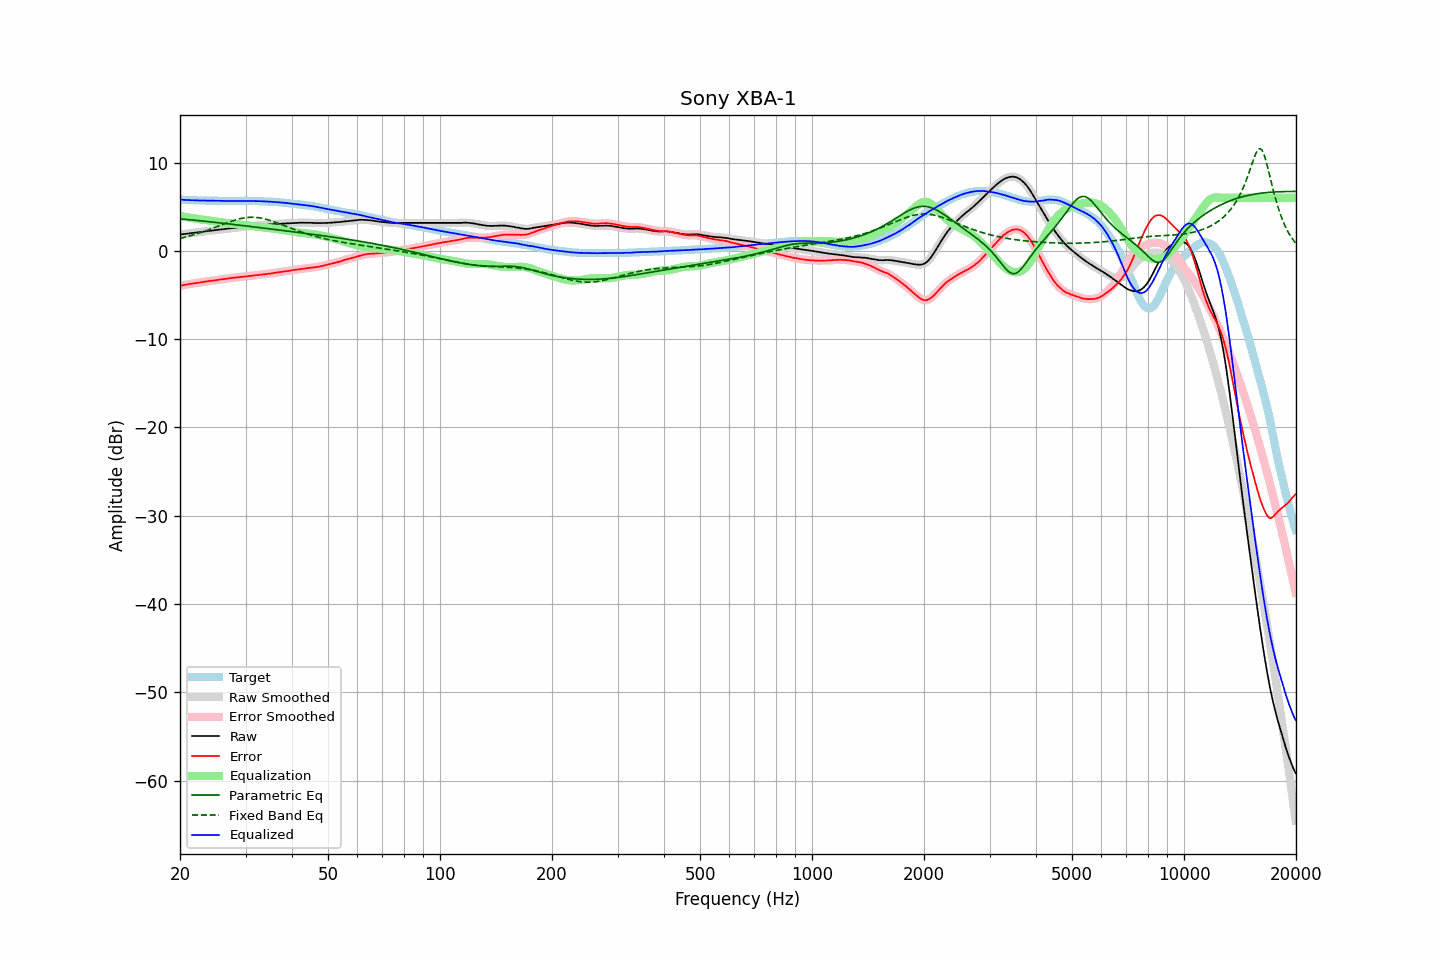 Sony XBA-1
Amplitude (dBr)
10
0
−10
−20
−30
−40
−50
−60
Target
Raw Smoothed
Error Smoothed
Raw
Error
Equalization
Parametric Eq
Fixed Band Eq
Equalized
20 50 100 200 500 1000 2000 5000 10000 20000
Frequency (Hz)